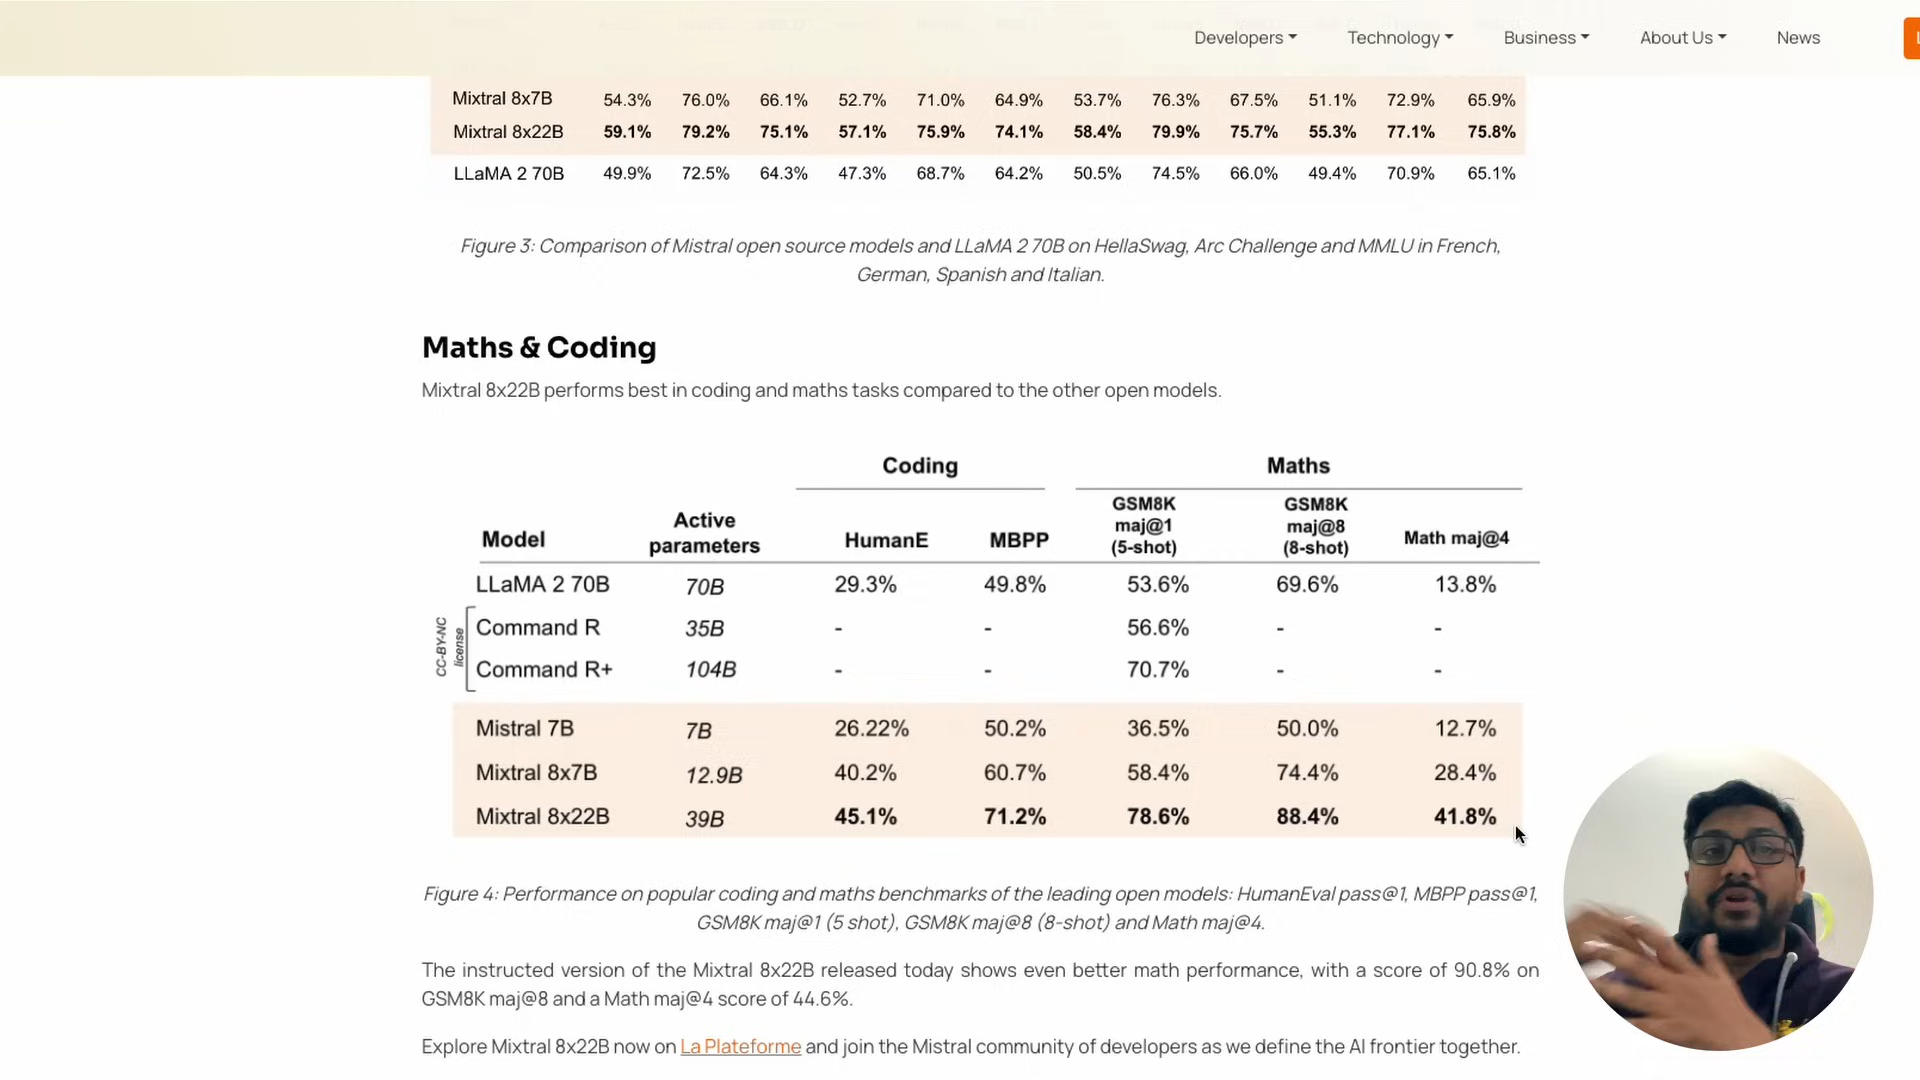 Developers Technology Business About Us News
Mixtral 8x7B 54.3% 76.0% 66.1% 52.7% 71.0% 64.9% 53.7% 76.3% 67.5% 51.1% 72.9% 65.9%
Mixtral 8x22B 59.1% 79.2% 75.1% 57.1% 75.9% 74.1% 58.4% 79.9% 75.7% 55.3% 77.1% 75.8%
LLaMA 2 70B 49.9% 72.5% 64.3% 47.3% 68.7% 64.2% 50.5% 74.5% 66.0% 49.4% 70.9% 65.1%
Figure 3: Comparison of Mistral open source models and LLaMA 2 70B on HellaSwag, Arc Challenge and MMLU in French,
German, Spanish and Italian.
Maths & Coding
Mixtral 8x22B performs best in coding and maths tasks compared to the other open models.
Coding Maths
Model Active parameters HumanE MBPP GSM8K maj@1 (5-shot) GSM8K maj@8 (8-shot) Math maj@4
LLaMA 2 70B 70B 29.3% 49.8% 53.6% 69.6% 13.8%
CC-BY-NC license
Command R 35B - - 56.6% - -
Command R+ 104B - - 70.7% - -
Mistral 7B 7B 26.22% 50.2% 36.5% 50.0% 12.7%
Mixtral 8x7B 12.9B 40.2% 60.7% 58.4% 74.4% 28.4%
Mixtral 8x22B 39B 45.1% 71.2% 78.6% 88.4% 41.8%
Figure 4: Performance on popular coding and maths benchmarks of the leading open models: HumanEval pass@1, MBPP pass@1,
GSM8K maj@1 (5 shot), GSM8K maj@8 (8-shot) and Math maj@4.
The instructed version of the Mixtral 8x22B released today shows even better math performance, with a score of 90.8% on
GSM8K maj@8 and a Math maj@4 score of 44.6%.
Explore Mixtral 8x22B now on La Plateforme and join the Mistral community of developers as we define the AI frontier together.